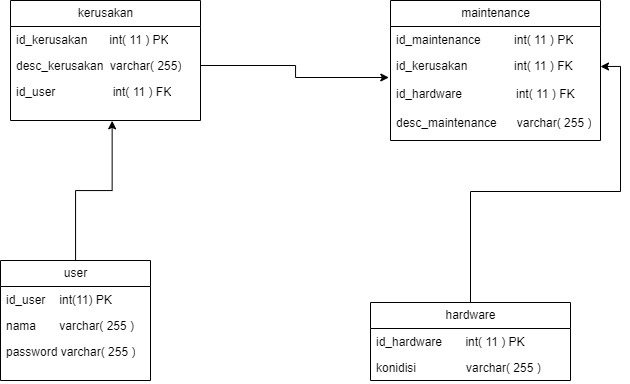 kerusakan
id_kerusakan int( 11 ) PK
desc_kerusakan varchar( 255)
id_user int( 11 ) FK
maintenance
id_maintenance int( 11 ) PK
id_kerusakan int( 11 ) FK
id_hardware int( 11 ) FK
desc_maintenance varchar( 255 )
user
id_user int(11) PK
nama varchar( 255 )
password varchar( 255 )
hardware
id_hardware int( 11 ) PK
konidisi varchar( 255 )